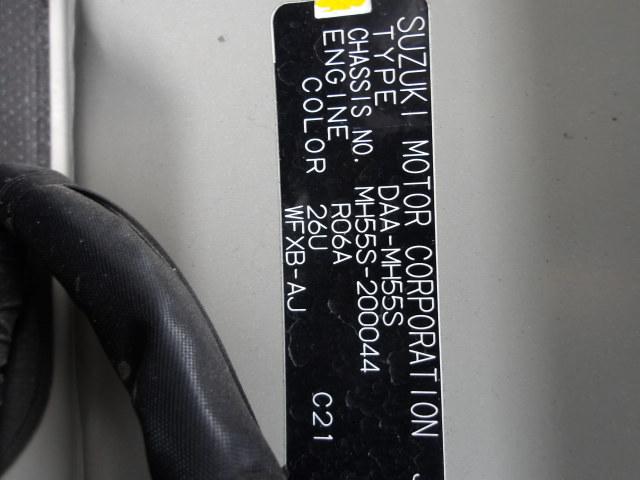 SUZUKI MOTOR CORPORATION J
TYPE DAA-MH55S
CHASSIS NO. MH55S-200044
ENGINE R06A
COLOR 26U C21
WFXB-AJ